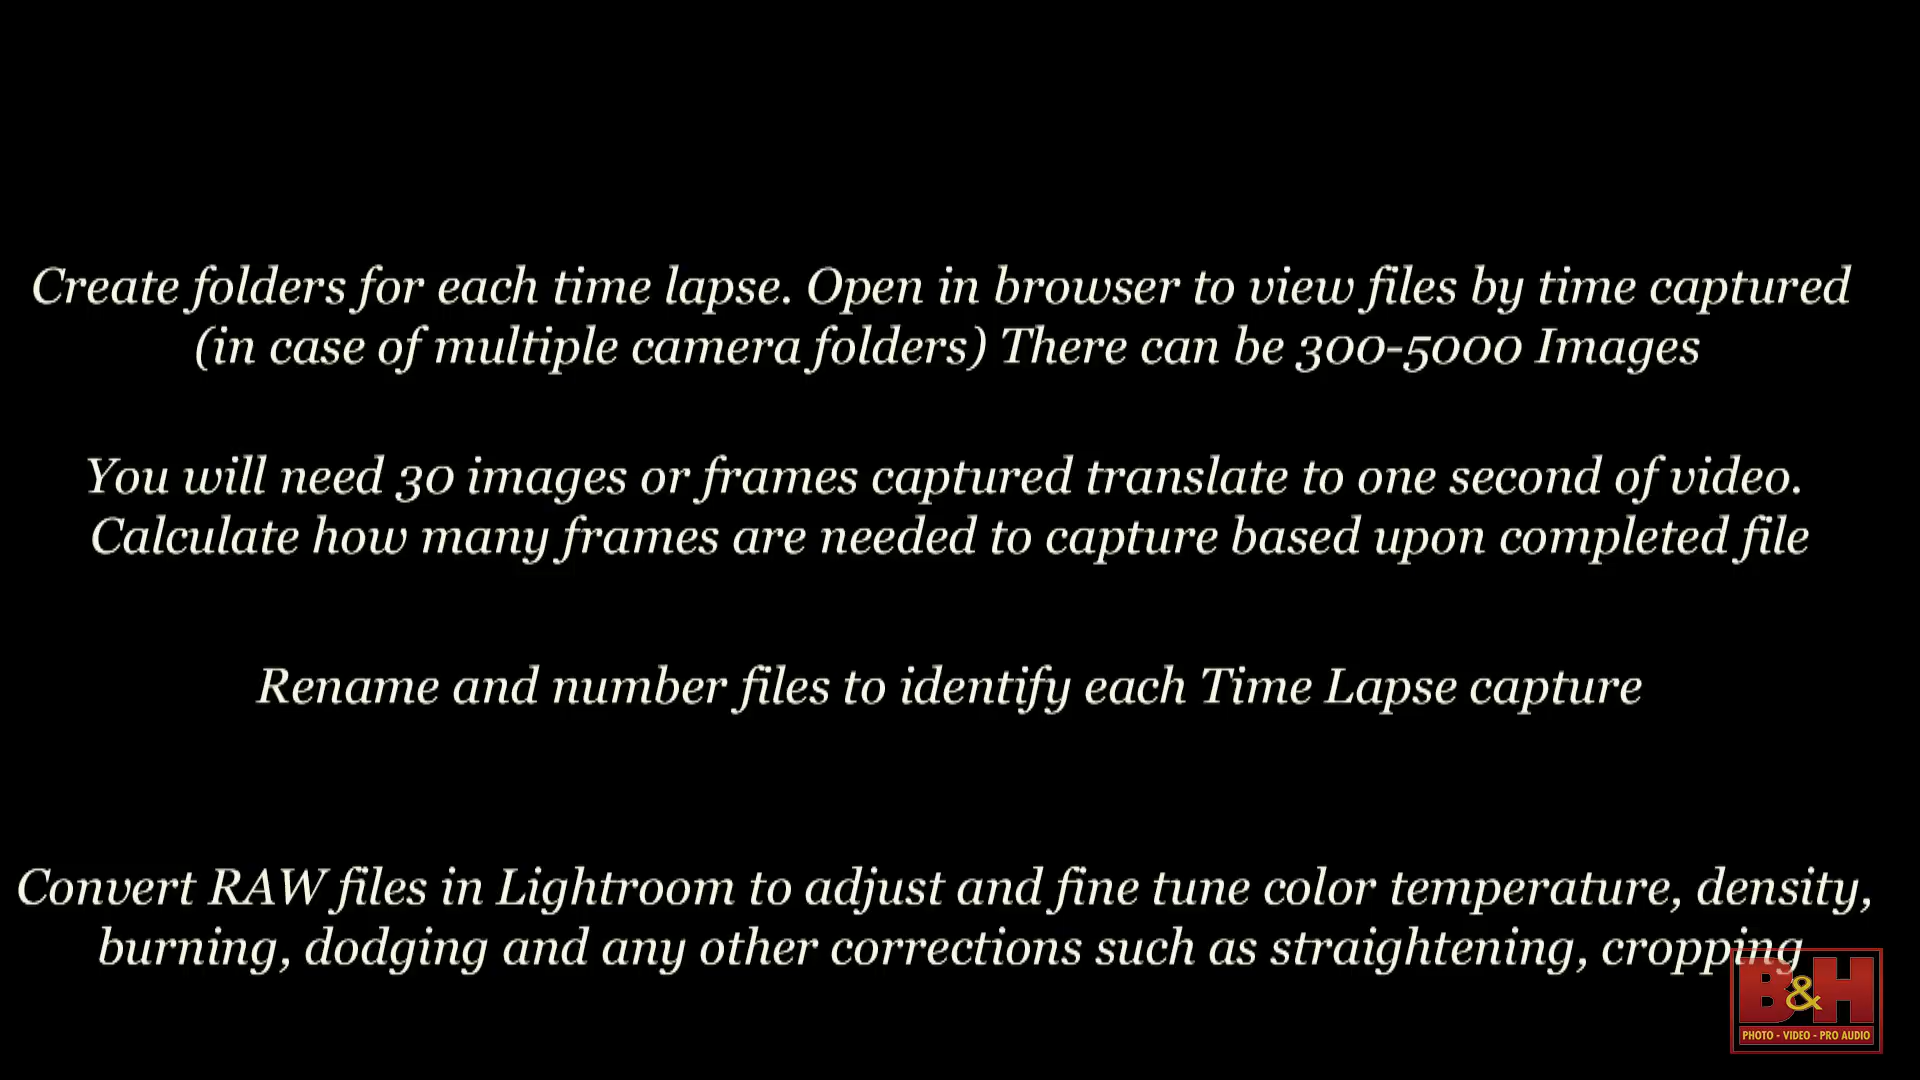 Create folders for each time lapse. Open in browser to view files by time captured
(in case of multiple camera folders) There can be 300-5000 Images
You will need 30 images or frames captured translate to one second of video.
Calculate how many frames are needed to capture based upon completed file
Rename and number files to identify each Time Lapse capture
Convert RAW files in Lightroom to adjust and fine tune color temperature, density,
burning, dodging and any other corrections such as straightening, cropping
B&H
PHOTO - VIDEO - PRO AUDIO